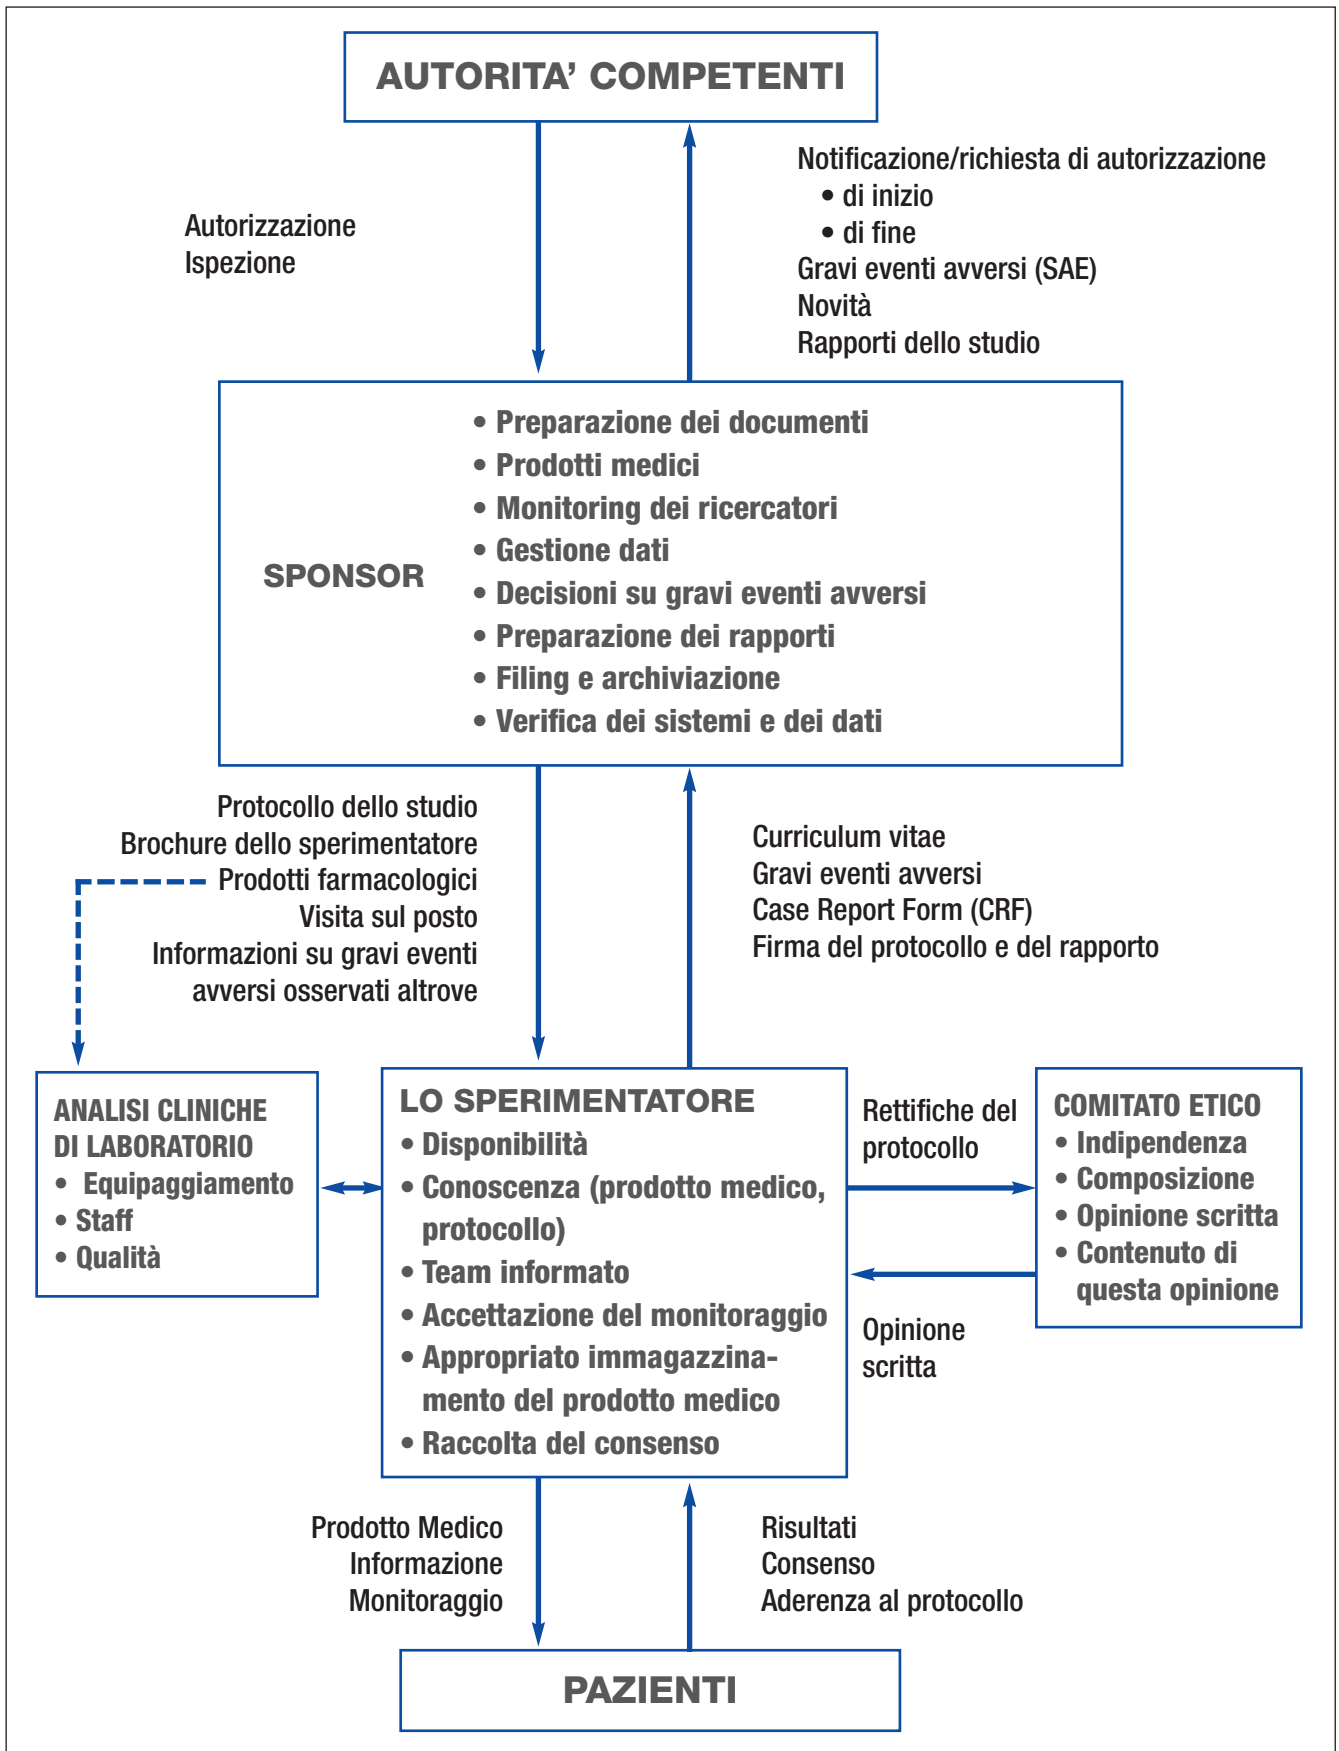 AUTORITA’ COMPETENTI
Autorizzazione
Ispezione
Notificazione/richiesta di autorizzazione
• di inizio
• di fine
Gravi eventi avversi (SAE)
Novità
Rapporti dello studio
SPONSOR
• Preparazione dei documenti
• Prodotti medici
• Monitoring dei ricercatori
• Gestione dati
• Decisioni su gravi eventi avversi
• Preparazione dei rapporti
• Filing e archiviazione
• Verifica dei sistemi e dei dati
Protocollo dello studio
Brochure dello sperimentatore
Prodotti farmacologici
Visita sul posto
Informazioni su gravi eventi
avversi osservati altrove
Curriculum vitae
Gravi eventi avversi
Case Report Form (CRF)
Firma del protocollo e del rapporto
ANALISI CLINICHE
DI LABORATORIO
• Equipaggiamento
• Staff
• Qualità
LO SPERIMENTATORE
• Disponibilità
• Conoscenza (prodotto medico,
protocollo)
• Team informato
• Accettazione del monitoraggio
• Appropriato immagazzina-
mento del prodotto medico
• Raccolta del consenso
Rettifiche del
protocollo
Opinione
scritta
COMITATO ETICO
• Indipendenza
• Composizione
• Opinione scritta
• Contenuto di
questa opinione
Prodotto Medico
Informazione
Monitoraggio
Risultati
Consenso
Aderenza al protocollo
PAZIENTI